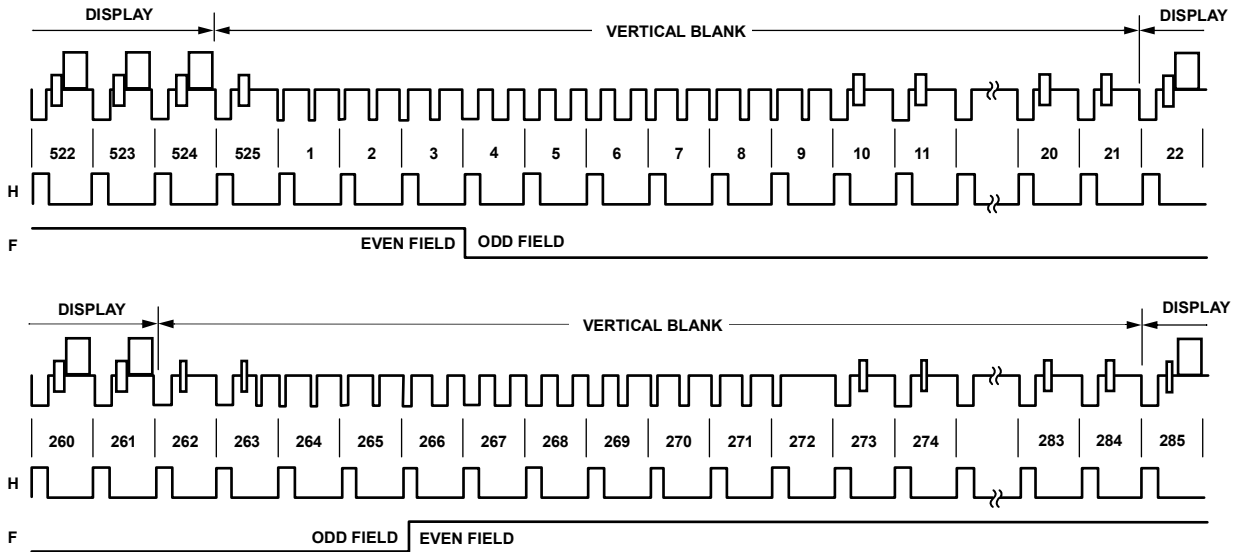 DISPLAY VERTICAL BLANK DISPLAY
522 523 524 525 1 2 3 4 5 6 7 8 9 10 11 20 21 22
H
F EVEN FIELD ODD FIELD
DISPLAY VERTICAL BLANK DISPLAY
260 261 262 263 264 265 266 267 268 269 270 271 272 273 274 283 284 285
H
F ODD FIELD EVEN FIELD